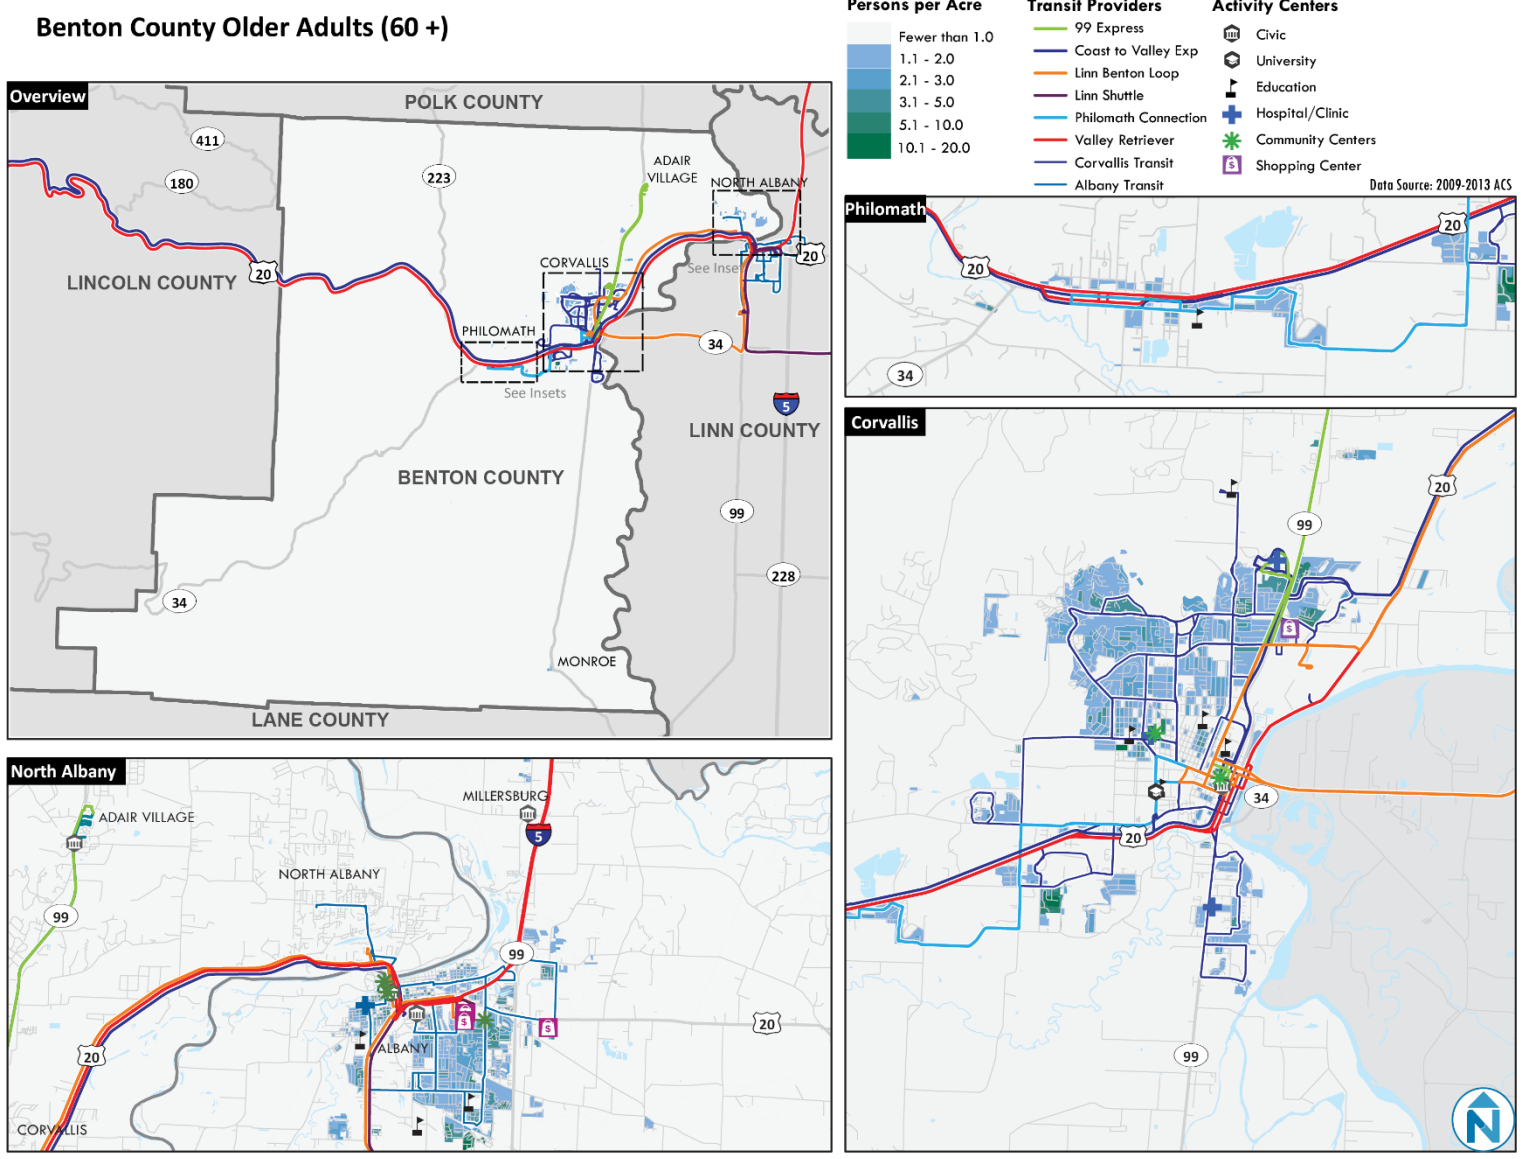 Benton County Older Adults (60 +)
Persons per Acre
Fewer than 1.0
1.1 - 2.0
2.1 - 3.0
3.1 - 5.0
5.1 - 10.0
10.1 - 20.0
Transit Providers
99 Express
Coast to Valley Exp
Linn Benton Loop
Linn Shuttle
Philomath Connection
Valley Retriever
Corvallis Transit
Albany Transit
Activity Centers
Civic
University
Education
Hospital/Clinic
Community Centers
Shopping Center
Data Source: 2009-2013 ACS
Overview
POLK COUNTY
411
180
223
ADAIR
VILLAGE
NORTH ALBANY
20
LINCOLN COUNTY
20
CORVALLIS
See Inset
PHILOMATH
34
See Insets
5
LINN COUNTY
BENTON COUNTY
99
228
34
MONROE
LANE COUNTY
Philomath
20
20
34
Corvallis
20
99
$
34
20
99
N
North Albany
MILLERSBURG
ADAIR VILLAGE
5
NORTH ALBANY
99
99
20
$
$
ALBANY
20
CORVALLIS